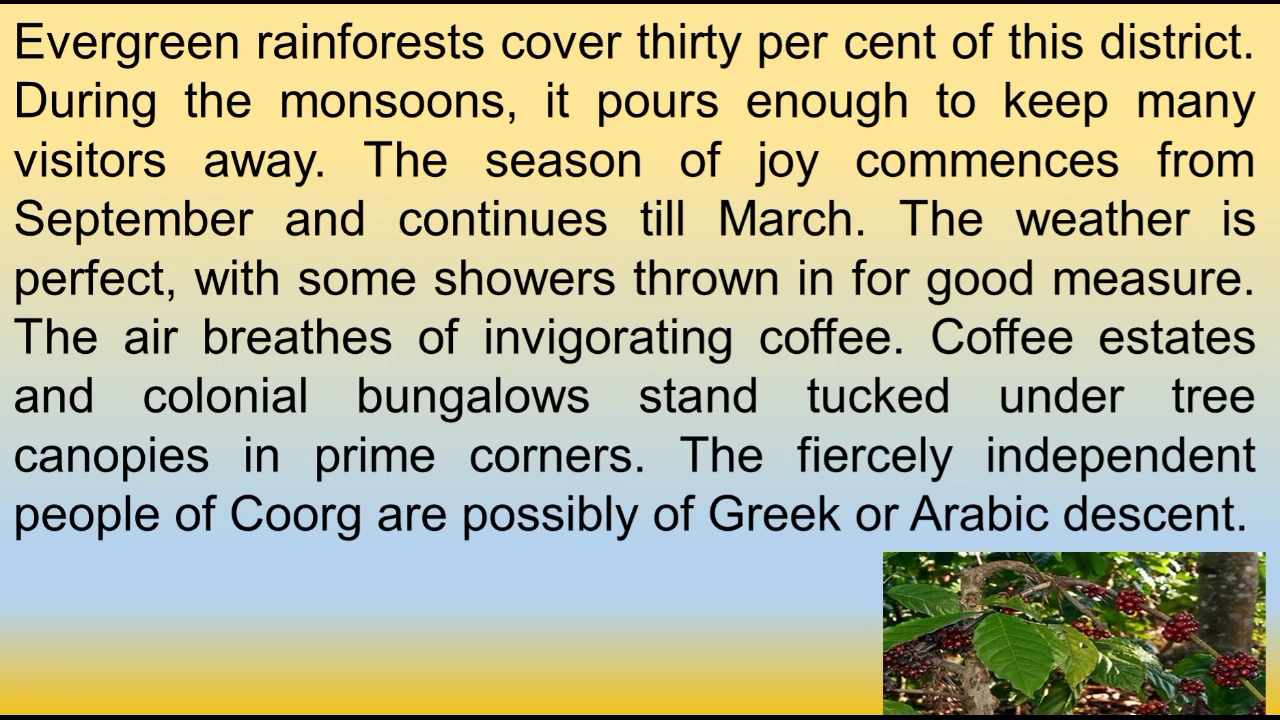 Evergreen rainforests cover thirty per cent of this district.
During the monsoons, it pours enough to keep many
visitors away. The season of joy commences from
September and continues till March. The weather is
perfect, with some showers thrown in for good measure.
The air breathes of invigorating coffee. Coffee estates
and colonial bungalows stand tucked under tree
canopies in prime corners. The fiercely independent
people of Coorg are possibly of Greek or Arabic descent.